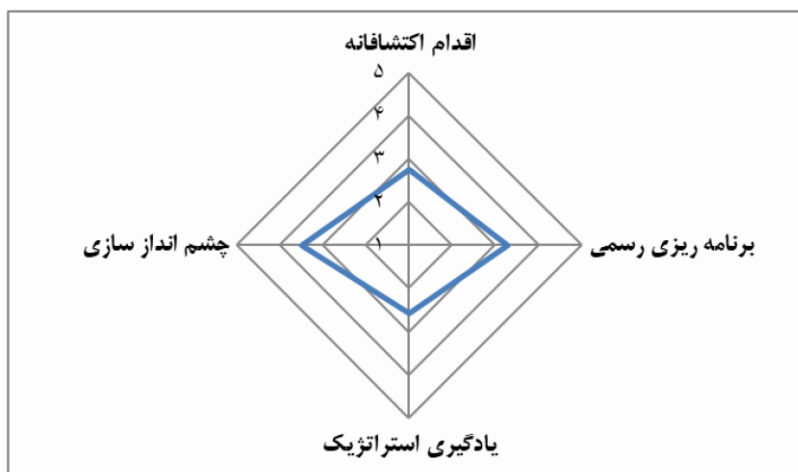 اقدام اکتشافانه
۵
۴
۳
۲
۱
برنامه ریزی رسمی
چشم انداز سازی
یادگیری استراتژیک